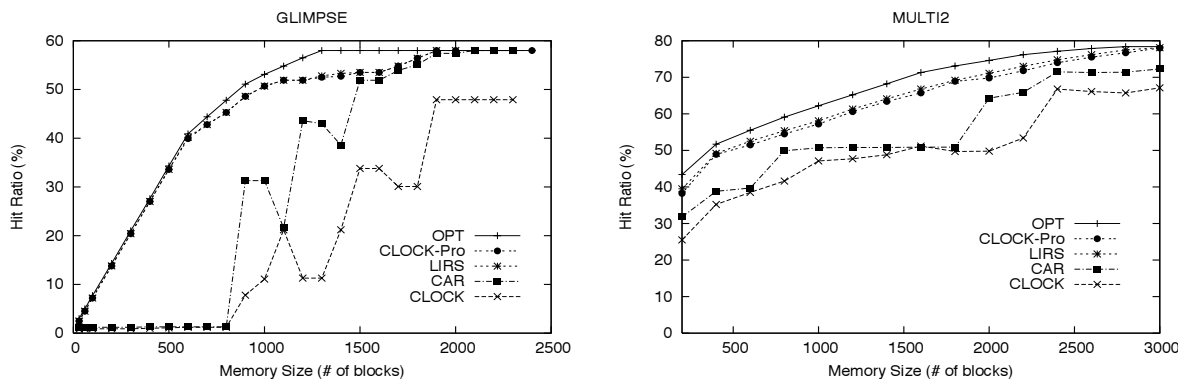 GLIMPSE
60
50
40
30
20
10
0
Hit Ratio (%)
OPT
CLOCK-Pro
LIRS
CAR
CLOCK
0 500 1000 1500 2000 2500
Memory Size (# of blocks)
MULTI2
80
70
60
50
40
30
20
10
0
Hit Ratio (%)
OPT
CLOCK-Pro
LIRS
CAR
CLOCK
500 1000 1500 2000 2500 3000
Memory Size (# of blocks)